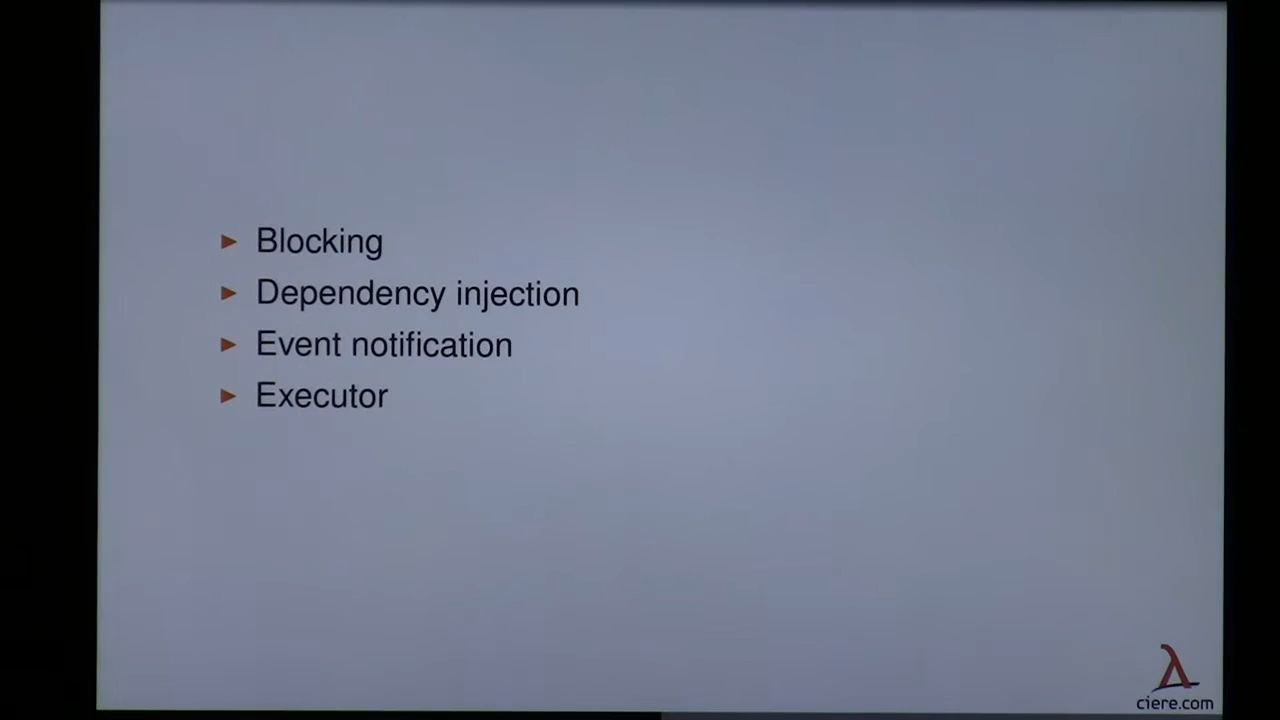 Blocking
Dependency injection
Event notification
Executor
ciere.com